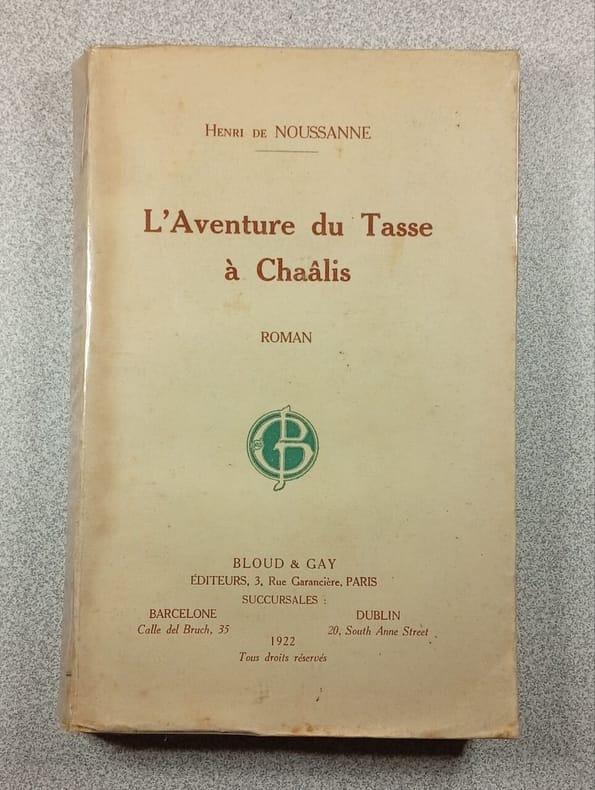 Henri de NOUSSANNE
L'Aventure du Tasse
à Chaâlis
ROMAN
BLOUD & GAY
ÉDITEURS, 3, Rue Garancière, PARIS
SUCCURSALES :
BARCELONE
Calle del Bruch, 35
DUBLIN
20, South Anne Street
1922
Tous droits réservés